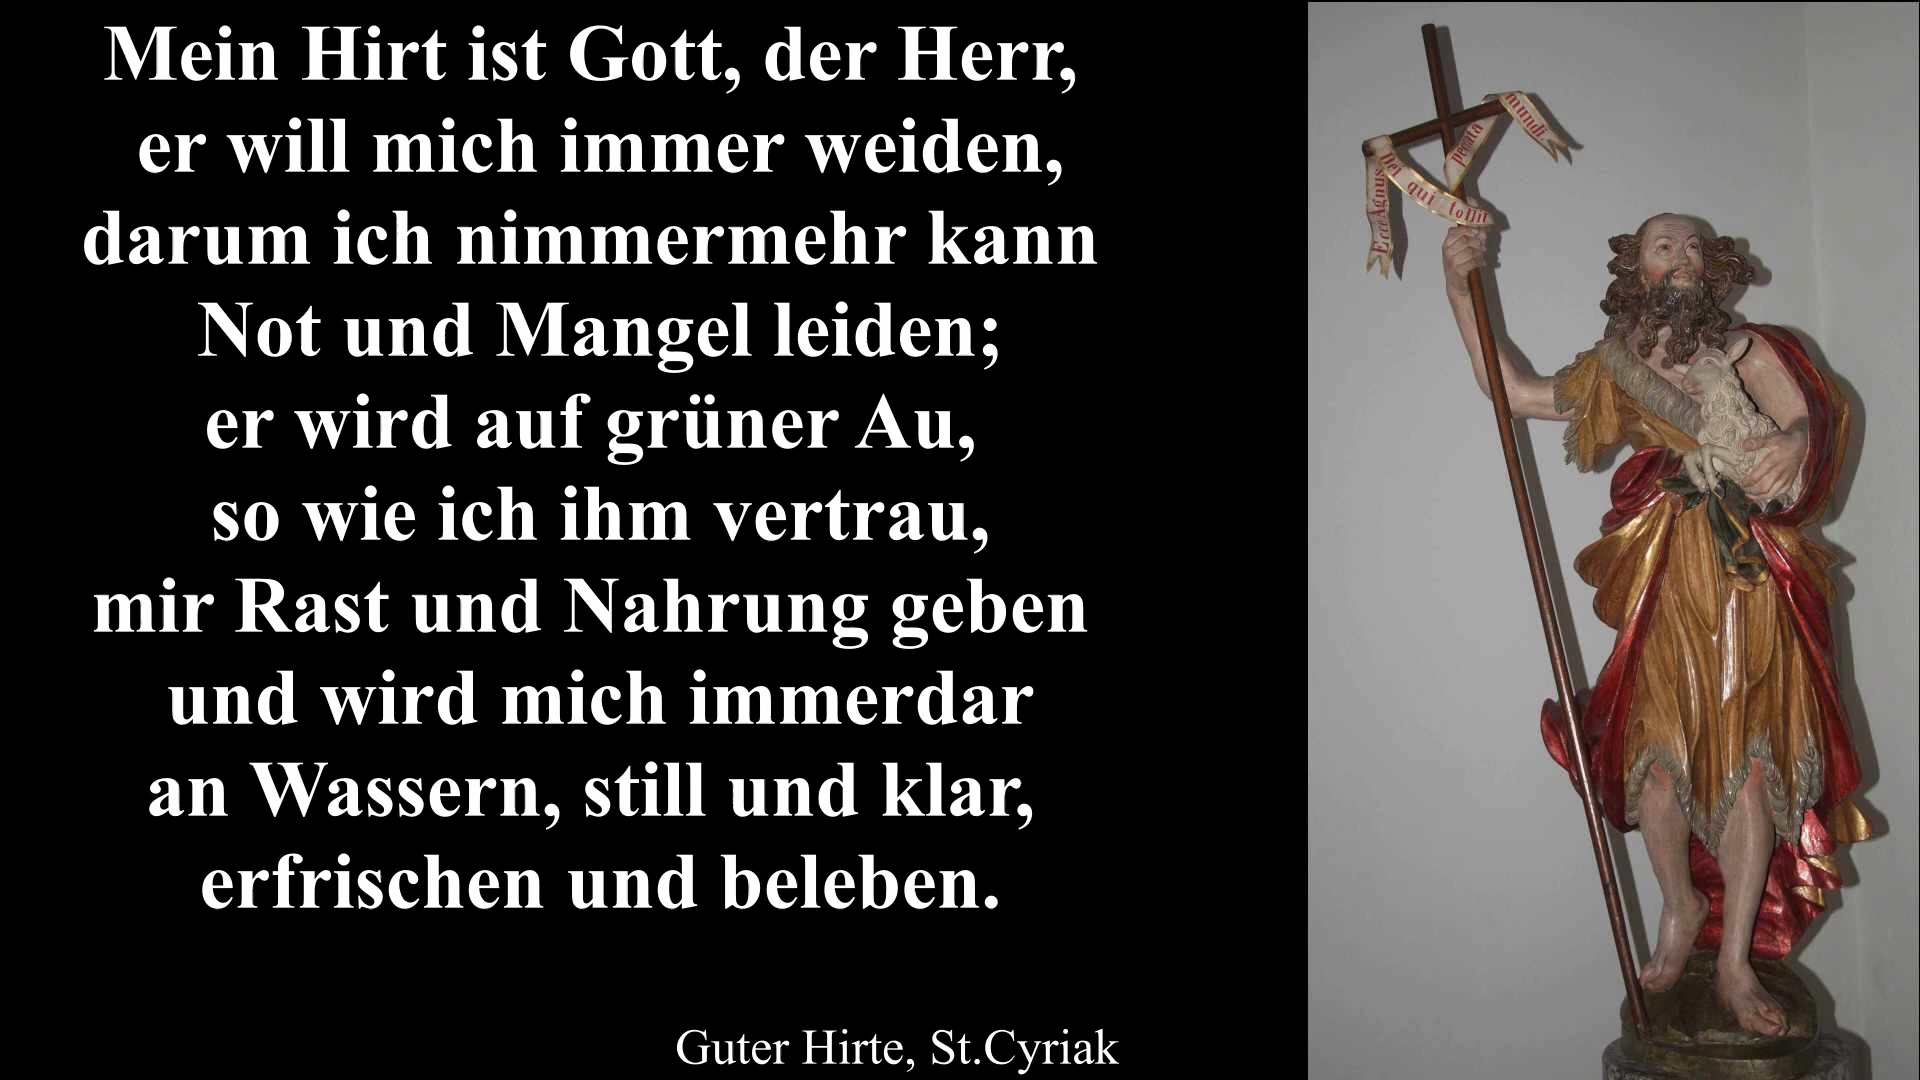 Mein Hirt ist Gott, der Herr,
er will mich immer weiden,
darum ich nimmermehr kann
Not und Mangel leiden;
er wird auf grüner Au,
so wie ich ihm vertrau,
mir Rast und Nahrung geben
und wird mich immerdar
an Wassern, still und klar,
erfrischen und beleben.
Guter Hirte, St.Cyriak
Ecce Agnus Dei qui tollit peccata mundi